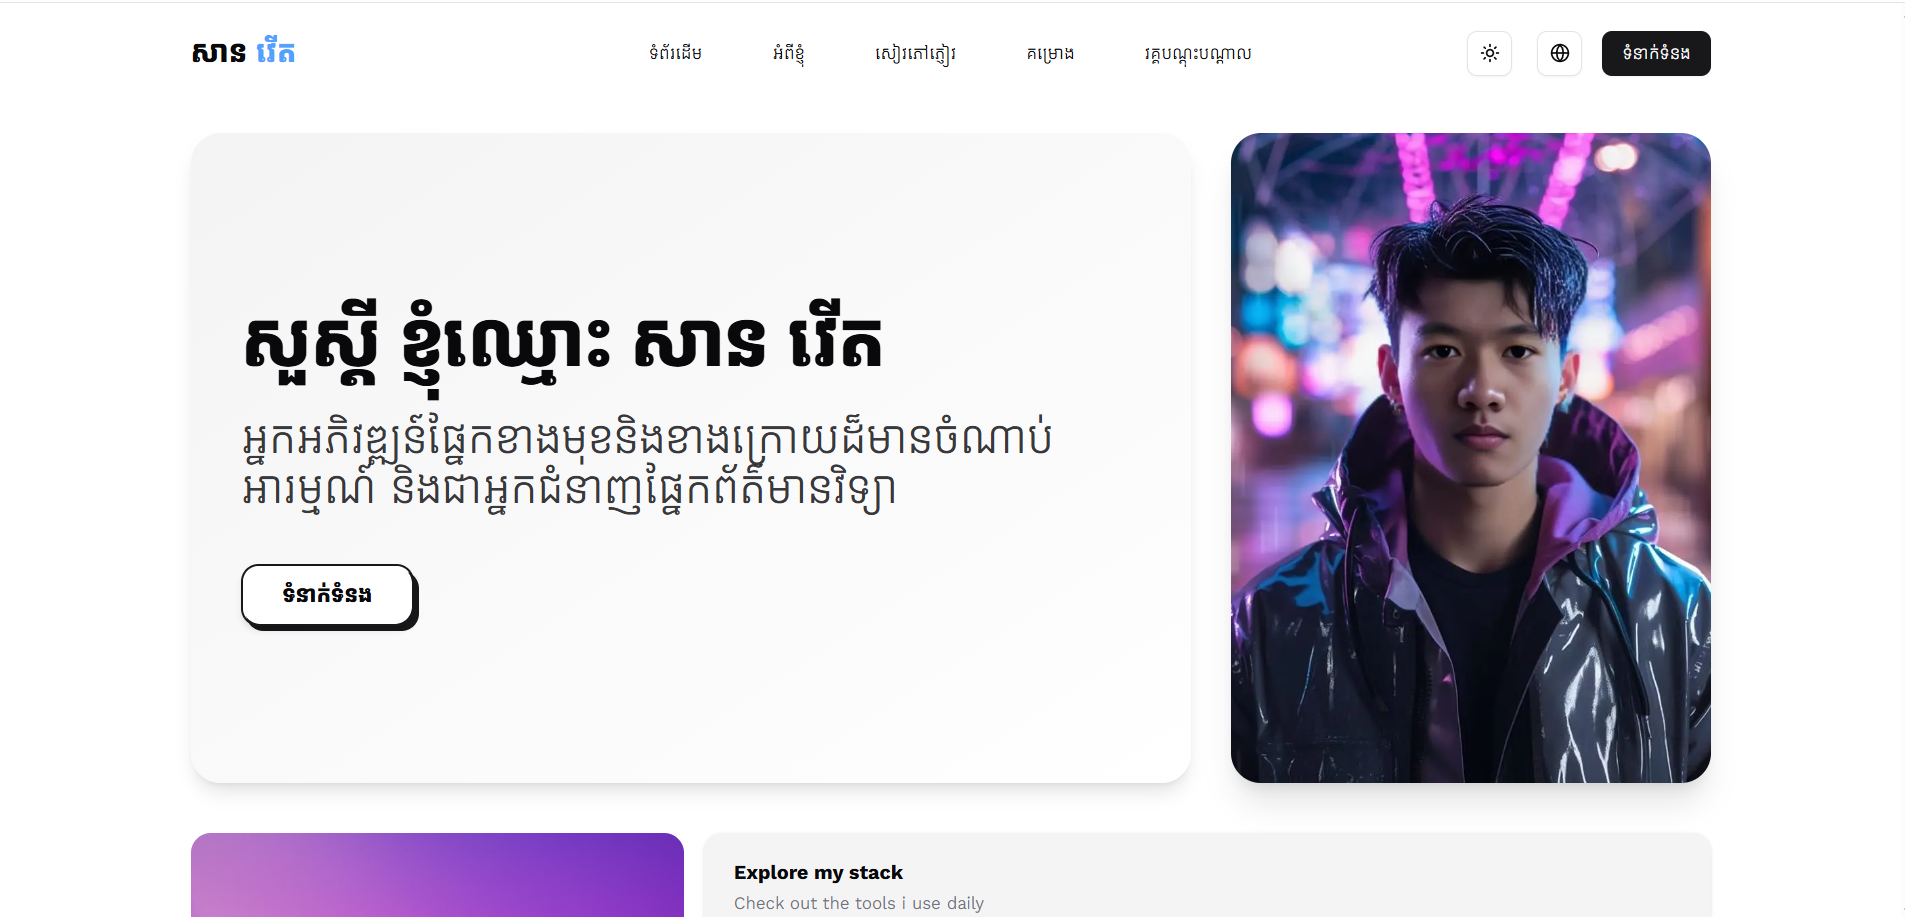 សាន វើត
ទំព័រដើម
អំពីខ្ញុំ
សៀវភៅភ្ញៀវ
គម្រោង
វគ្គបណ្តុះបណ្តាល
ទំនាក់ទំនង
សួស្តី ខ្ញុំឈ្មោះ សាន វើត
អ្នកអភិវឌ្ឍន៍ផ្នែកខាងមុខនិងខាងក្រោយដ៏មានចំណាប់
អារម្មណ៍ និងជាអ្នកជំនាញផ្នែកព័ត៌មានវិទ្យា
ទំនាក់ទំនង
Explore my stack
Check out the tools i use daily